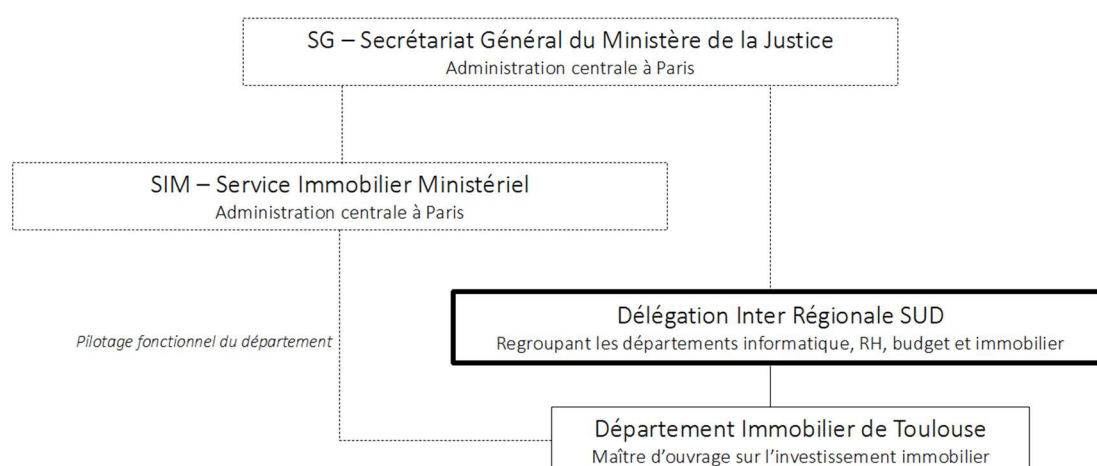 SG – Secrétariat Général du Ministère de la Justice
Administration centrale à Paris
SIM – Service Immobilier Ministériel
Administration centrale à Paris
Délégation Inter Régionale SUD
Regroupant les départements informatique, RH, budget et immobilier
Pilotage fonctionnel du département
Département Immobilier de Toulouse
Maître d’ouvrage sur l’investissement immobilier